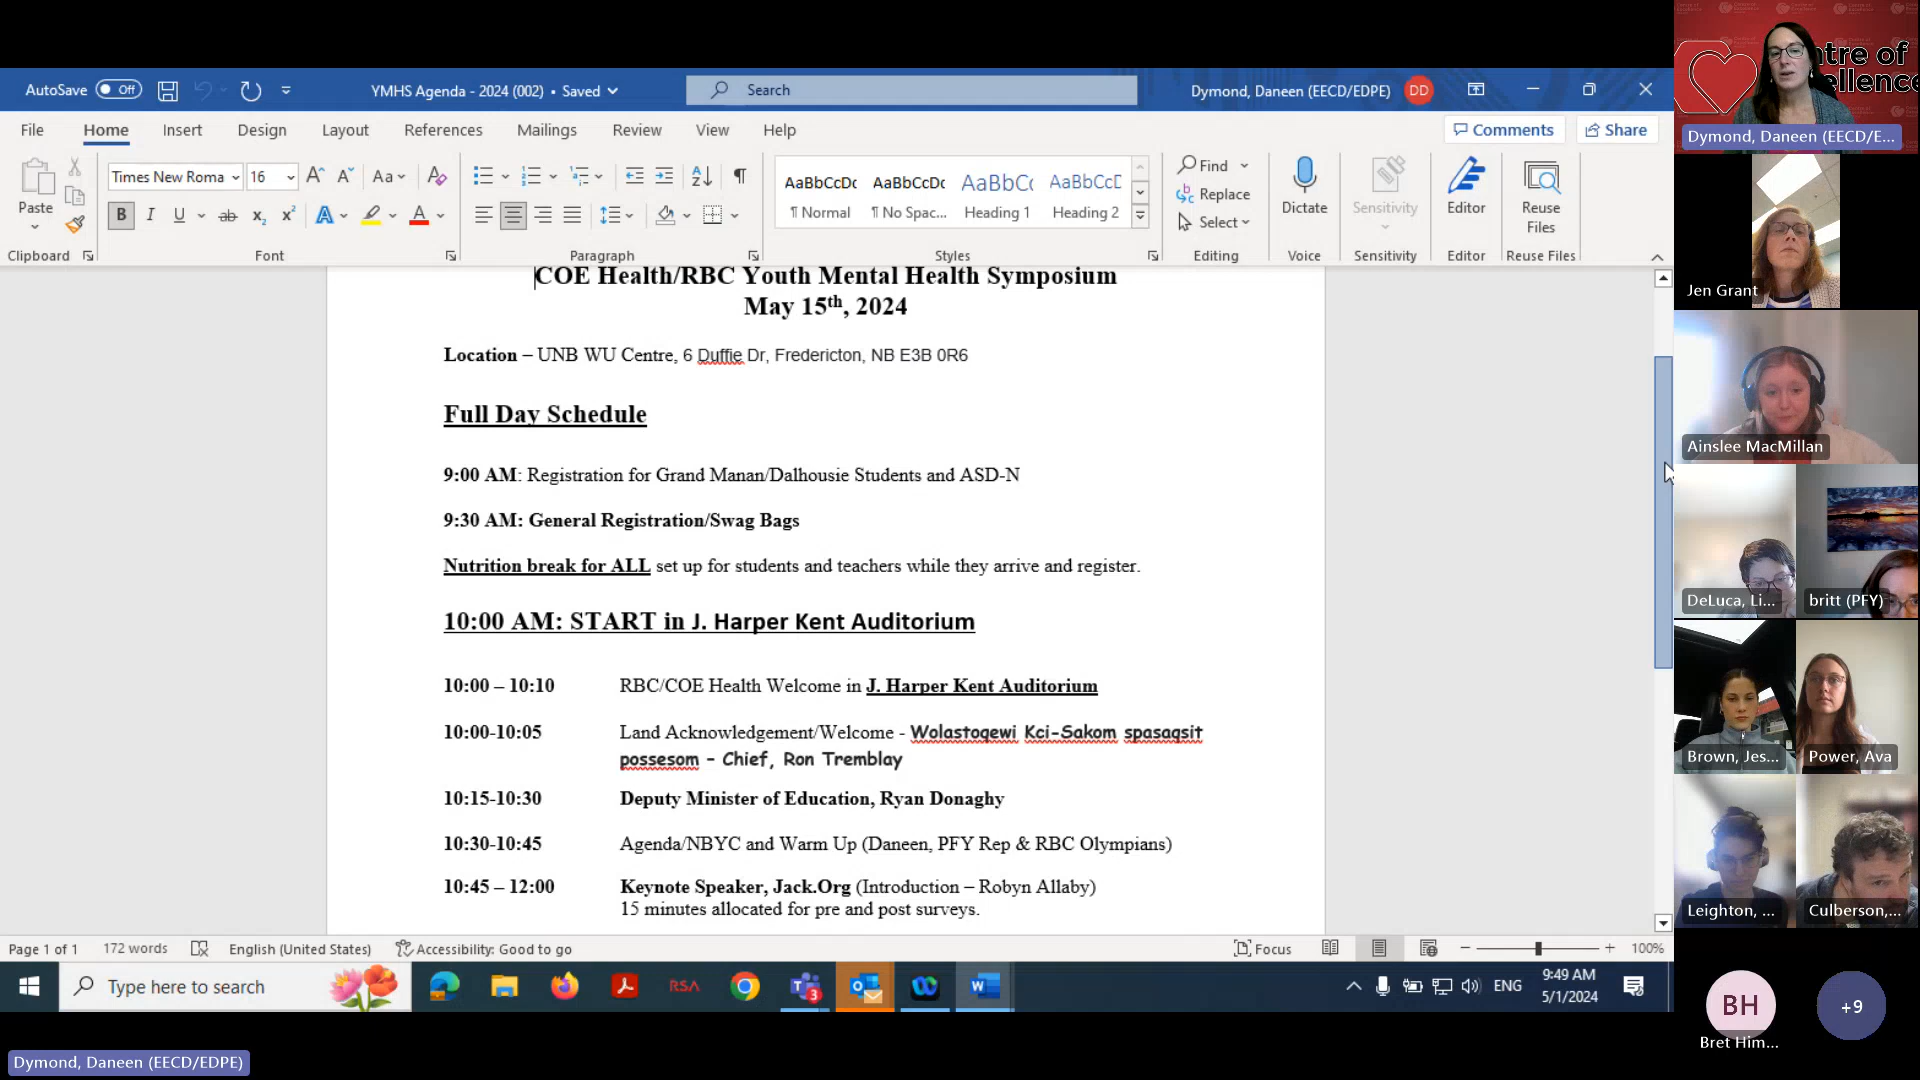 AutoSave Off
YMHS Agenda - 2024 (002) • Saved
Search
Dymond, Daneen (EECD/EDPE) DD
File Home Insert Design Layout References Mailings Review View Help
Comments Share
Paste
Clipboard
Times New Roma 16
Font
Paragraph
AaBbCcDc AaBbCcDc AaBbCc AaBbCcD
¶ Normal ¶ No Spac... Heading 1 Heading 2
Styles
Find
Replace
Select
Editing
Dictate
Voice
Sensitivity
Sensitivity
Editor
Editor
Reuse
Files
Reuse Files
COE Health/RBC Youth Mental Health Symposium
May 15th, 2024
Location – UNB WU Centre, 6 Duffie Dr, Fredericton, NB E3B 0R6
Full Day Schedule
9:00 AM: Registration for Grand Manan/Dalhousie Students and ASD-N
9:30 AM: General Registration/Swag Bags
Nutrition break for ALL set up for students and teachers while they arrive and register.
10:00 AM: START in J. Harper Kent Auditorium
10:00 – 10:10 RBC/COE Health Welcome in J. Harper Kent Auditorium
10:00-10:05 Land Acknowledgement/Welcome - Wolastoqewi Kci-Sakom spasaqsit
possesom – Chief, Ron Tremblay
10:15-10:30 Deputy Minister of Education, Ryan Donaghy
10:30-10:45 Agenda/NBYC and Warm Up (Daneen, PFY Rep & RBC Olympians)
10:45 – 12:00 Keynote Speaker, Jack.Org (Introduction – Robyn Allaby)
15 minutes allocated for pre and post surveys.
Page 1 of 1 172 words English (United States) Accessibility: Good to go
Focus 100%
Type here to search
RSA
ENG
9:49 AM
5/1/2024
Dymond, Daneen (EECD/EDPE)
ntre of
ellence
Dymond, Daneen (EECD/E...
Jen Grant
Ainslee MacMillan
DeLuca, Li...
britt (PFY)
Brown, Jes...
Power, Ava
Leighton, ...
Culberson,...
BH
Bret Him...
+9